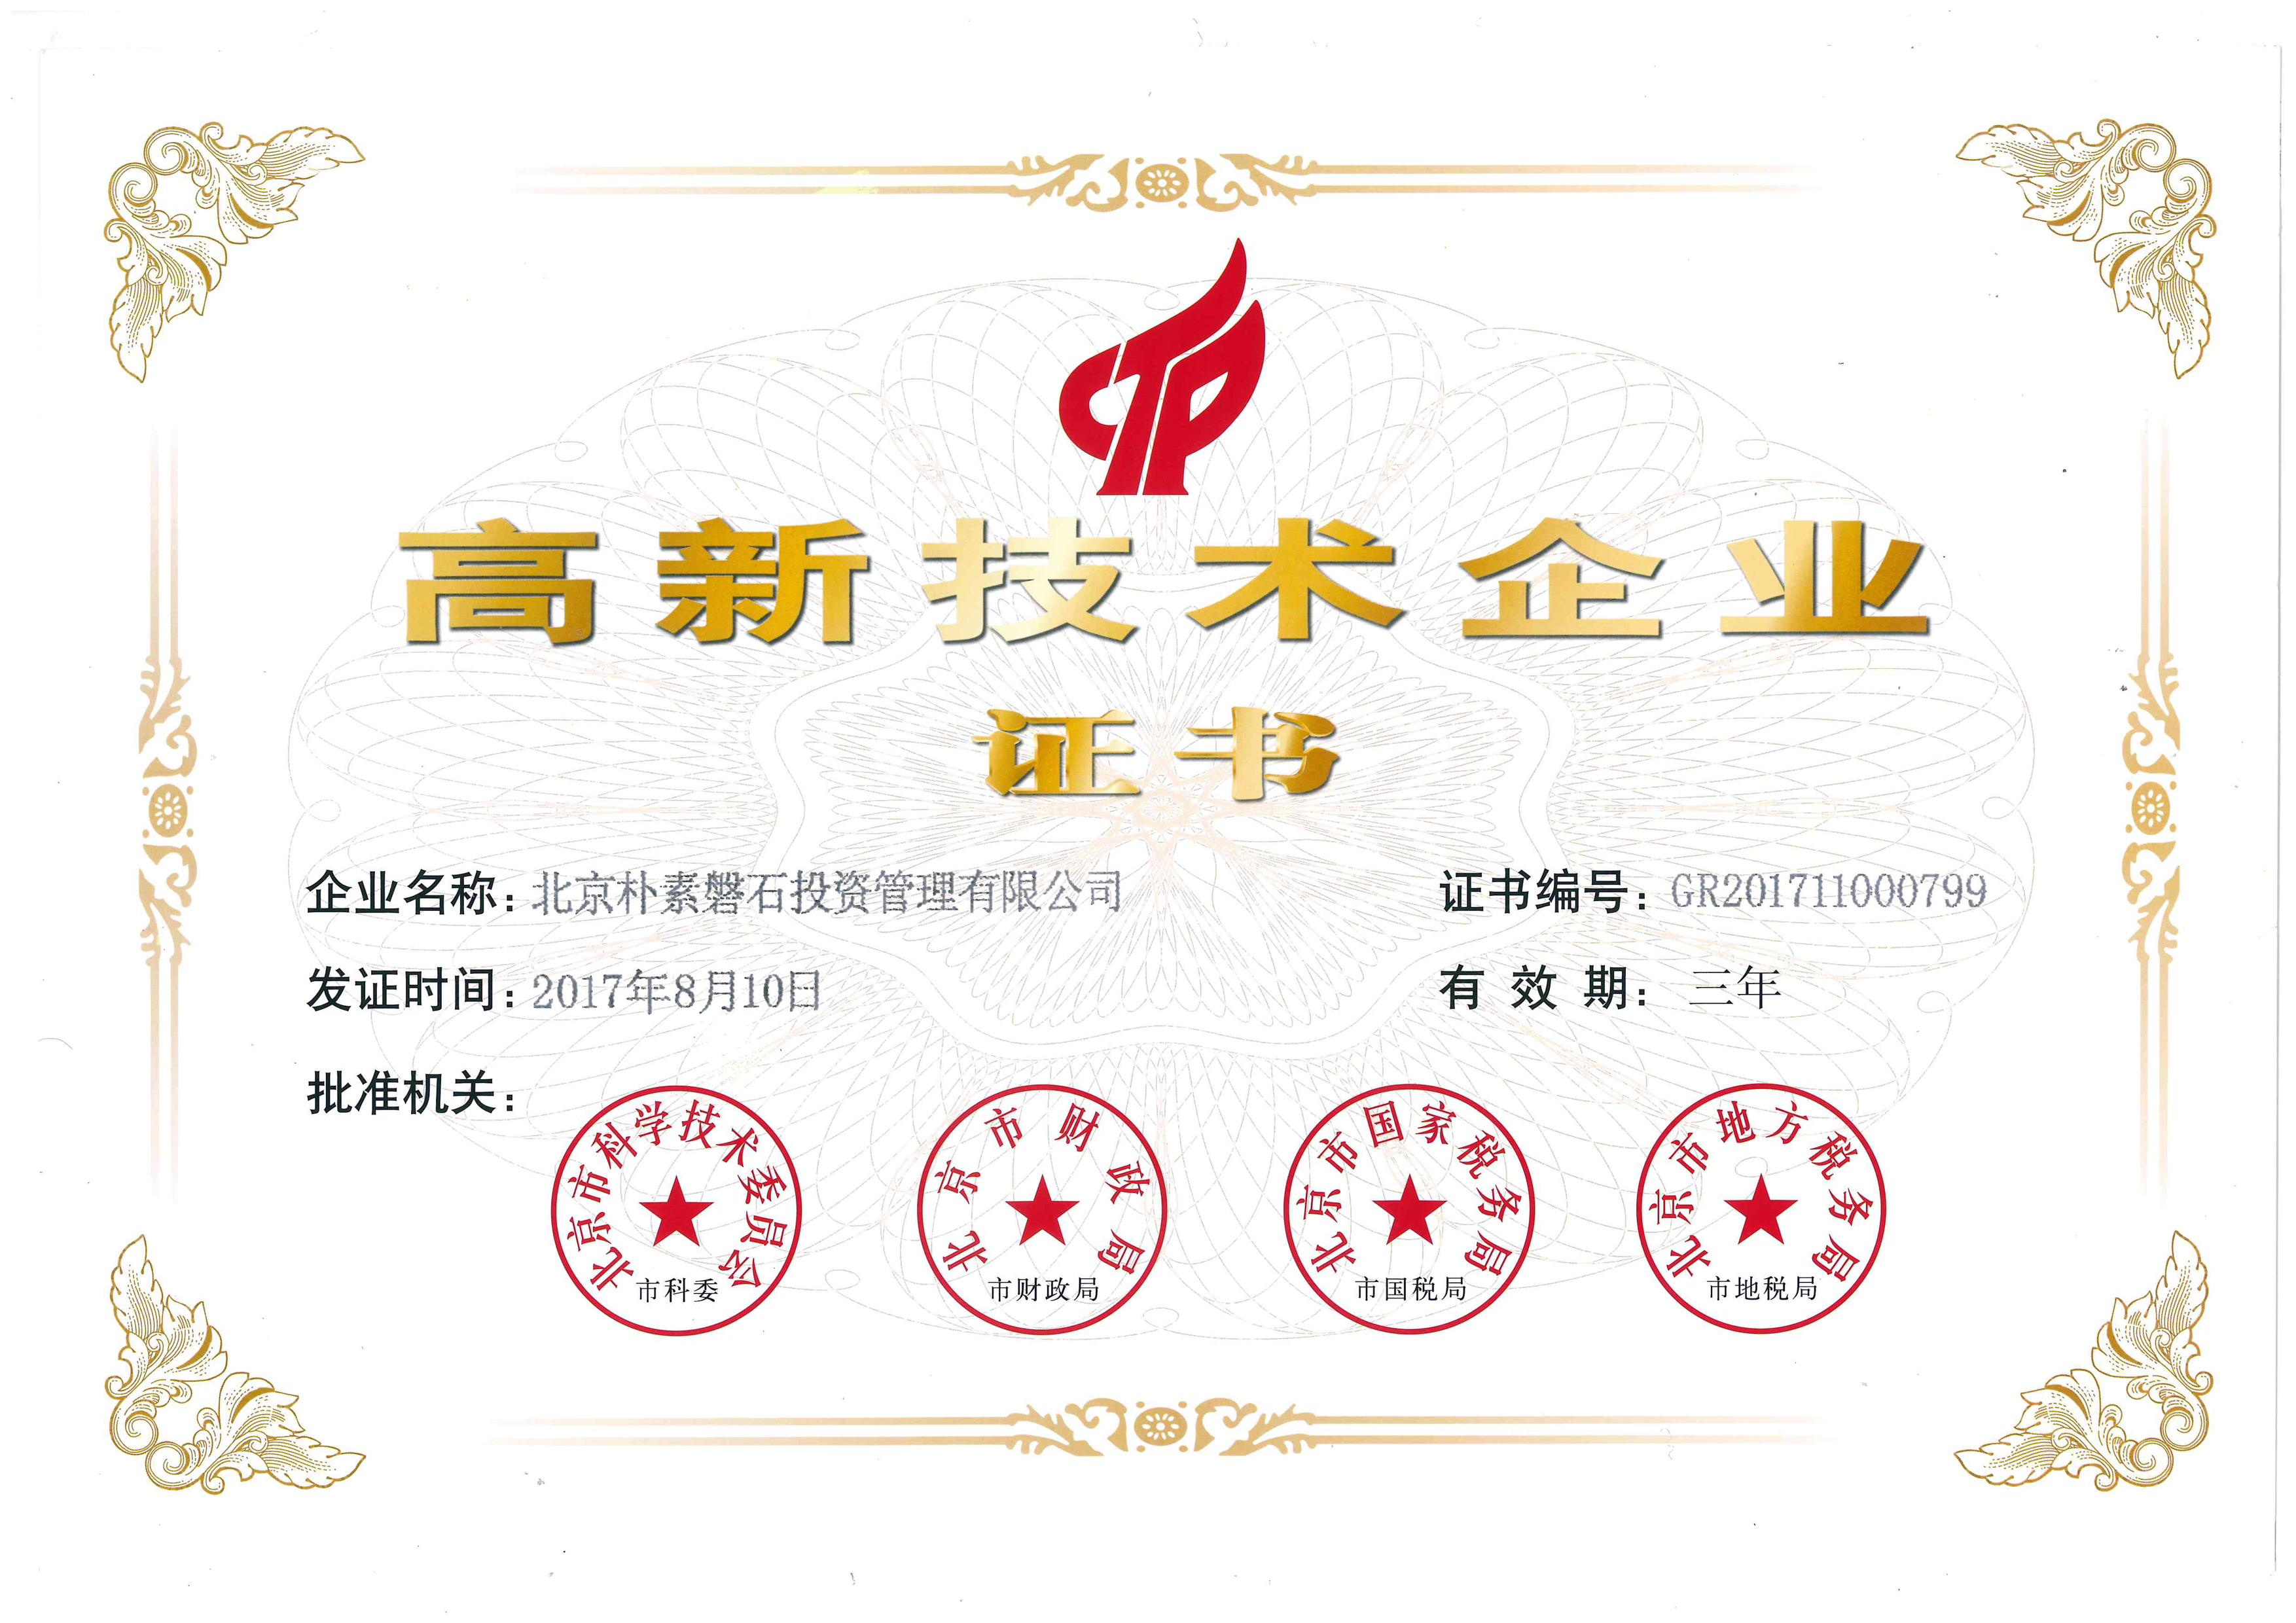 高新技术企业
证书
企业名称：北京朴素磐石投资管理有限公司 证书编号：GR201711000799
发证时间：2017年8月10日 有效期：三年
批准机关：
北京市科学技术委员会
市科委
北京市财政局
市财政局
北京市国家税务局
市国税局
北京市地方税务局
市地税局